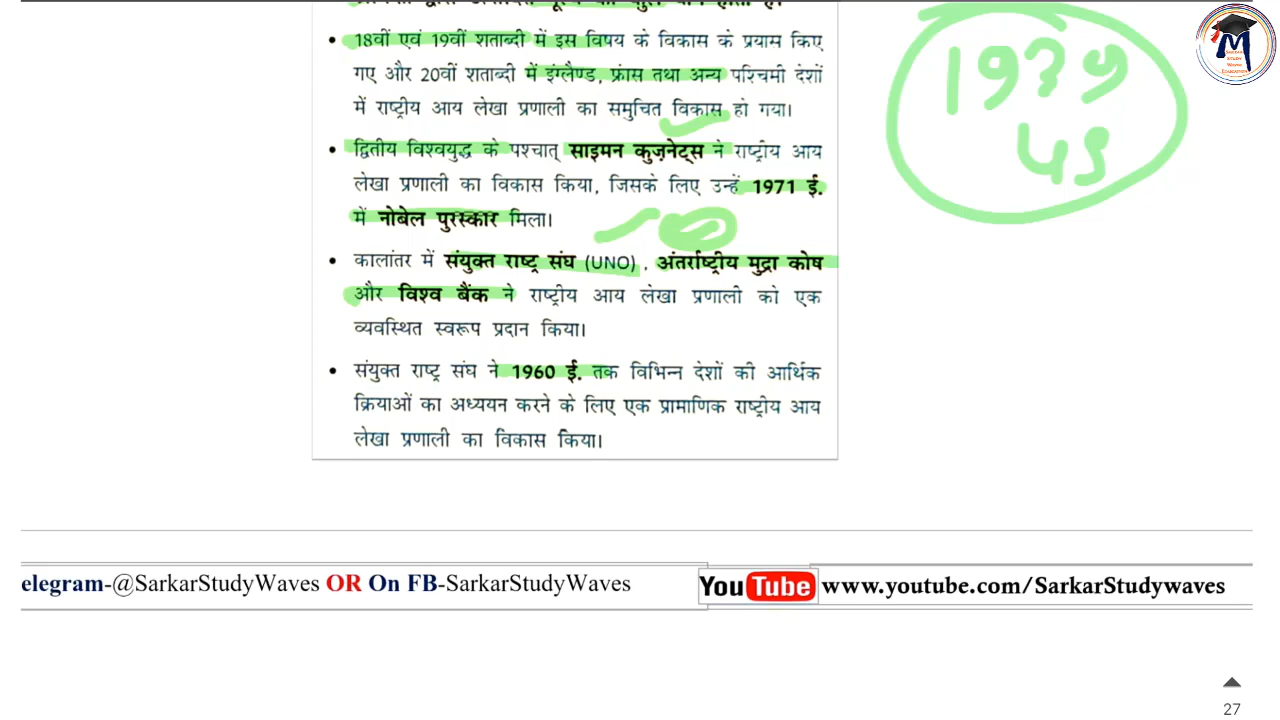 • 18वीं एवं 19वीं शताब्दी में इस विषय के विकास के प्रयास किए
गए और 20वीं शताब्दी में इंग्लैण्ड, फ्रांस तथा अन्य पश्चिमी देशों
में राष्ट्रीय आय लेखा प्रणाली का समुचित विकास हो गया।
• द्वितीय विश्वयुद्ध के पश्चात् साइमन कुज़नेट्स ने राष्ट्रीय आय
लेखा प्रणाली का विकास किया, जिसके लिए उन्हें 1971 ई.
में नोबेल पुरस्कार मिला।
• कालांतर में संयुक्त राष्ट्र संघ (UNO), अंतर्राष्ट्रीय मुद्रा कोष
और विश्व बैंक ने राष्ट्रीय आय लेखा प्रणाली को एक
व्यवस्थित स्वरूप प्रदान किया।
• संयुक्त राष्ट्र संघ ने 1960 ई. तक विभिन्न देशों की आर्थिक
क्रियाओं का अध्ययन करने के लिए एक प्रामाणिक राष्ट्रीय आय
लेखा प्रणाली का विकास किया।
elegram-@SarkarStudyWaves OR On FB-SarkarStudyWaves
YouTube www.youtube.com/SarkarStudywaves
27